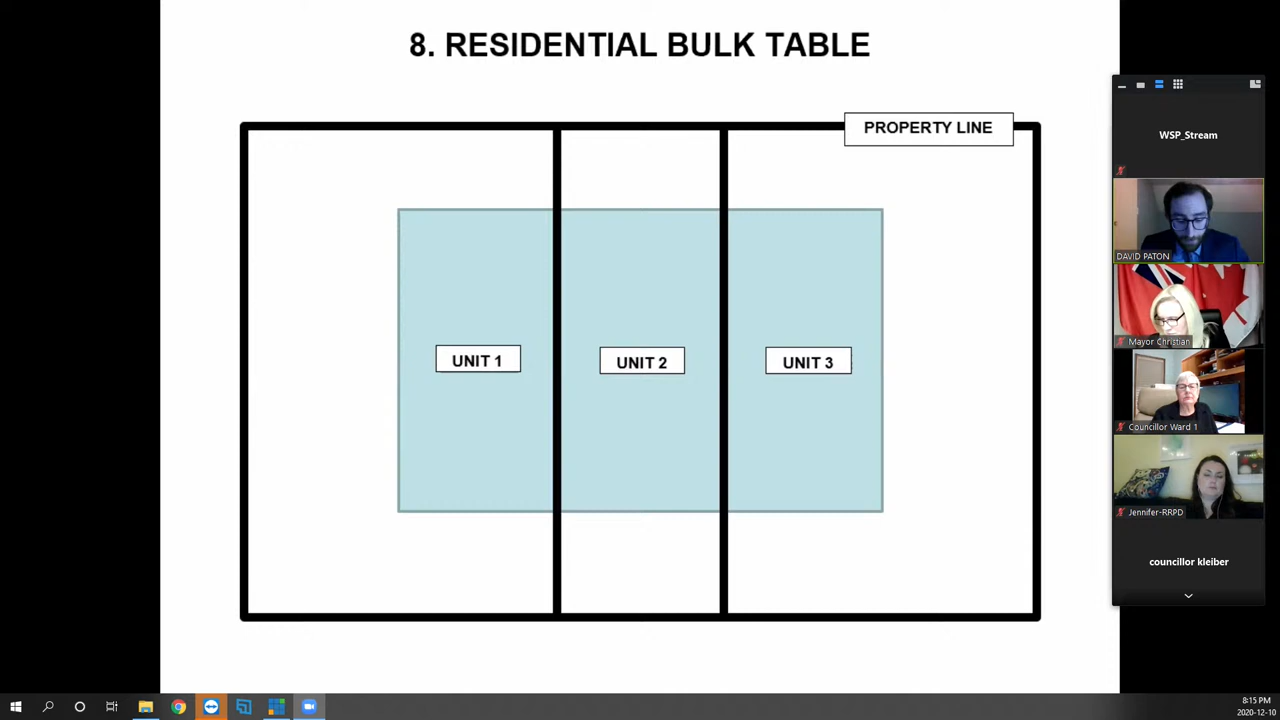 8. RESIDENTIAL BULK TABLE
PROPERTY LINE
UNIT 1
UNIT 2
UNIT 3
WSP_Stream
DAVID PATON
Mayor Christian
Councillor Ward 1
Jennifer-RRPD
councillor kleiber
8:15 PM
2020-12-10